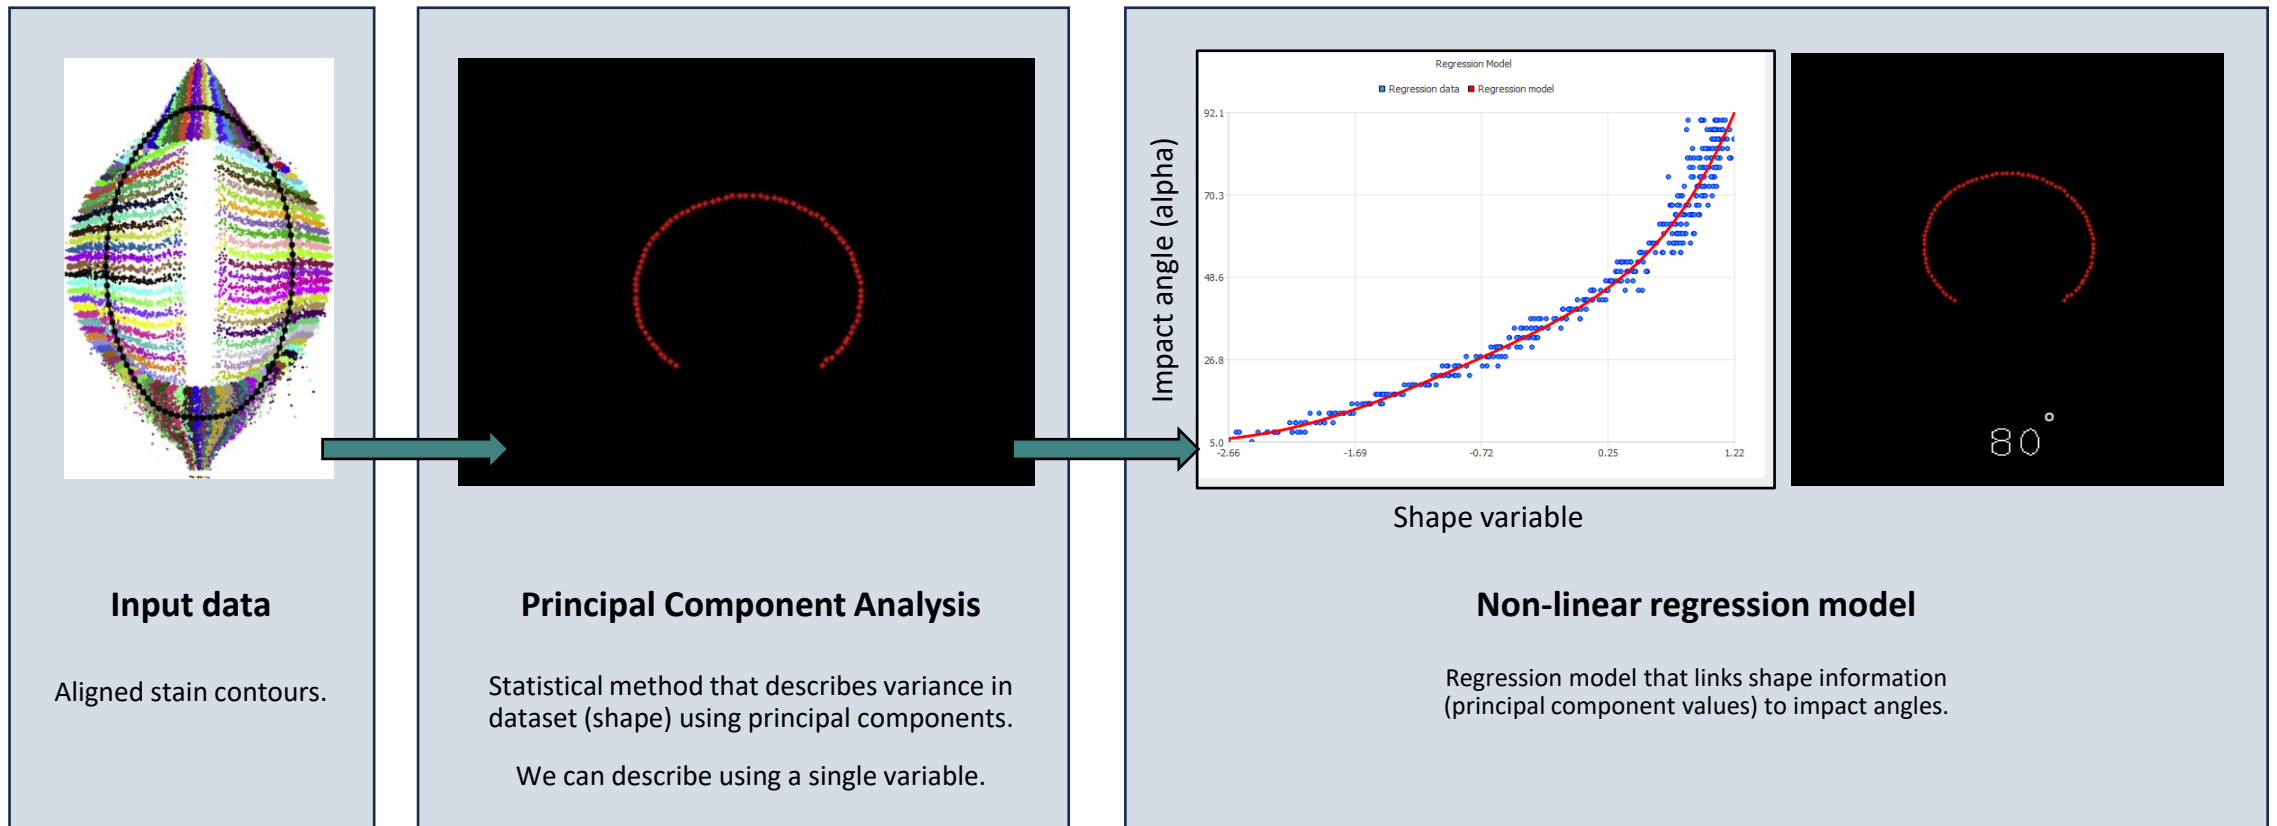 Input data
Aligned stain contours.
Principal Component Analysis
Statistical method that describes variance in
dataset (shape) using principal components.
We can describe using a single variable.
Regression Model
Regression data
Regression model
Impact angle (alpha)
92.1
70.3
48.6
26.8
5.0
-2.66
-1.69
-0.72
0.25
1.22
Shape variable
80°
Non-linear regression model
Regression model that links shape information
(principal component values) to impact angles.